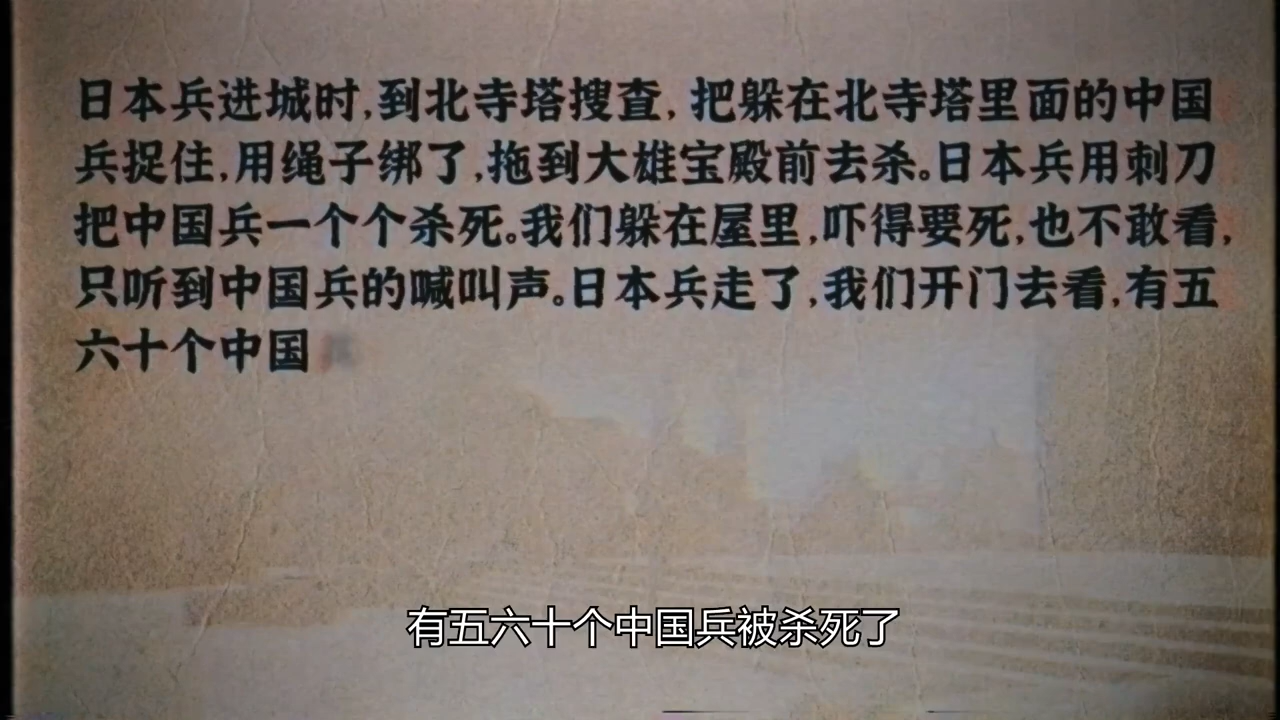 日本兵进城时,到北寺塔搜查,把躲在北寺塔里面的中国
兵捉住,用绳子绑了,拖到大雄宝殿前去杀。日本兵用刺刀
把中国兵一个个杀死。我们躲在屋里,吓得要死,也不敢看,
只听到中国兵的喊叫声。日本兵走了,我们开门去看,有五
六十个中国
有五六十个中国兵被杀死了